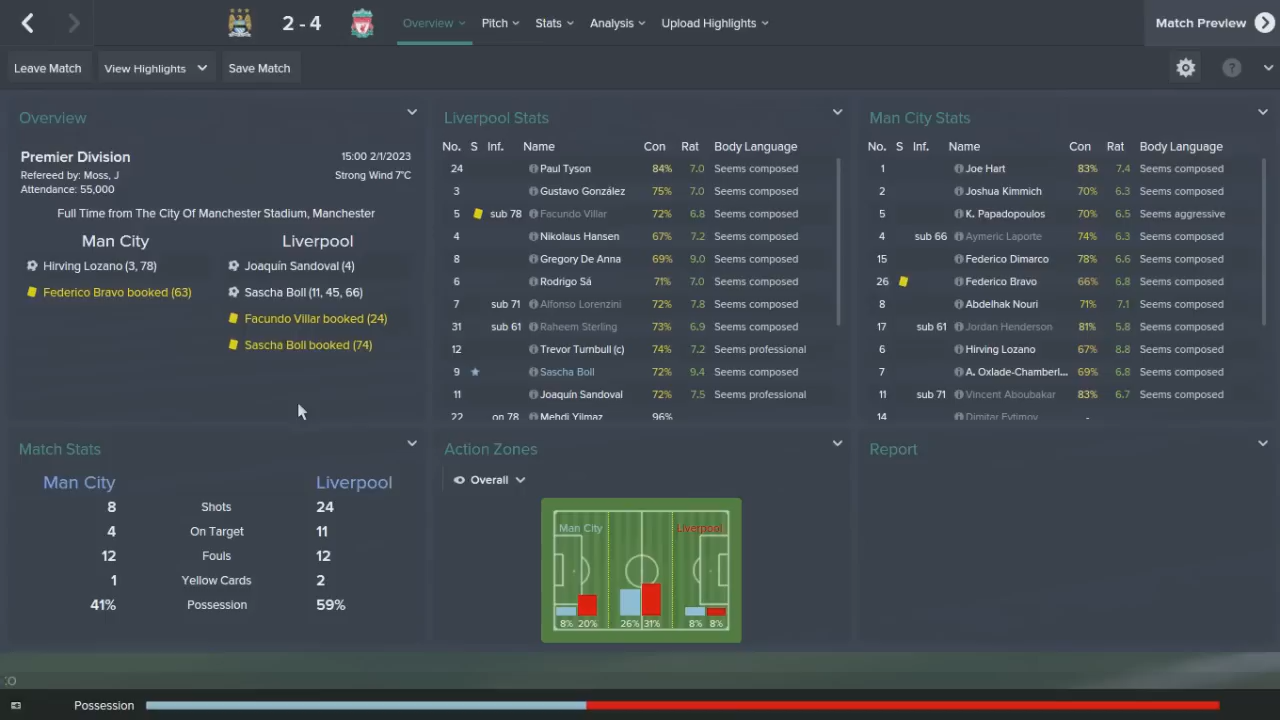 2 - 4
Overview
Pitch
Stats
Analysis
Upload Highlights
Match Preview
Leave Match
View Highlights
Save Match
?
Overview
Premier Division
15:00 2/1/2023
Refereed by: Moss, J
Strong Wind 7°C
Attendance: 55,000
Full Time from The City Of Manchester Stadium, Manchester
Man City
Liverpool
Hirving Lozano (3, 78)
Joaquín Sandoval (4)
Federico Bravo booked (63)
Sascha Boll (11, 45, 66)
Facundo Villar booked (24)
Sascha Boll booked (74)
Liverpool Stats
No. S Inf. Name Con Rat Body Language
24 Paul Tyson 84% 7.0 Seems composed
3 Gustavo González 75% 7.0 Seems composed
5 sub 78 Facundo Villar 72% 6.8 Seems composed
4 Nikolaus Hansen 67% 7.2 Seems composed
8 Gregory De Anna 69% 9.0 Seems composed
6 Rodrigo Sá 71% 7.0 Seems composed
7 sub 71 Alfonso Lorenzini 72% 7.8 Seems composed
31 sub 61 Raheem Sterling 73% 6.9 Seems composed
12 Trevor Turnbull (c) 74% 7.2 Seems professional
9 Sascha Boll 72% 9.4 Seems composed
11 Joaquín Sandoval 72% 7.5 Seems professional
22 on 78 Mehdi Yilmaz 96%
Man City Stats
No. S Inf. Name Con Rat Body Language
1 Joe Hart 83% 7.4 Seems composed
2 Joshua Kimmich 70% 6.3 Seems composed
5 K. Papadopoulos 70% 6.5 Seems aggressive
4 sub 66 Aymeric Laporte 74% 6.3 Seems composed
15 Federico Dimarco 78% 6.6 Seems composed
26 Federico Bravo 66% 6.8 Seems composed
8 Abdelhak Nouri 71% 7.1 Seems composed
17 sub 61 Jordan Henderson 81% 5.8 Seems composed
6 Hirving Lozano 67% 8.8 Seems composed
7 A. Oxlade-Chamberl... 69% 6.8 Seems composed
11 sub 71 Vincent Aboubakar 83% 6.7 Seems composed
14 Dimitar Evtimov -
Match Stats
Man City Liverpool
8 Shots 24
4 On Target 11
12 Fouls 12
1 Yellow Cards 2
41% Possession 59%
Action Zones
Overall
Man City Liverpool
8% 20% 26% 31% 8% 8%
Report
Possession